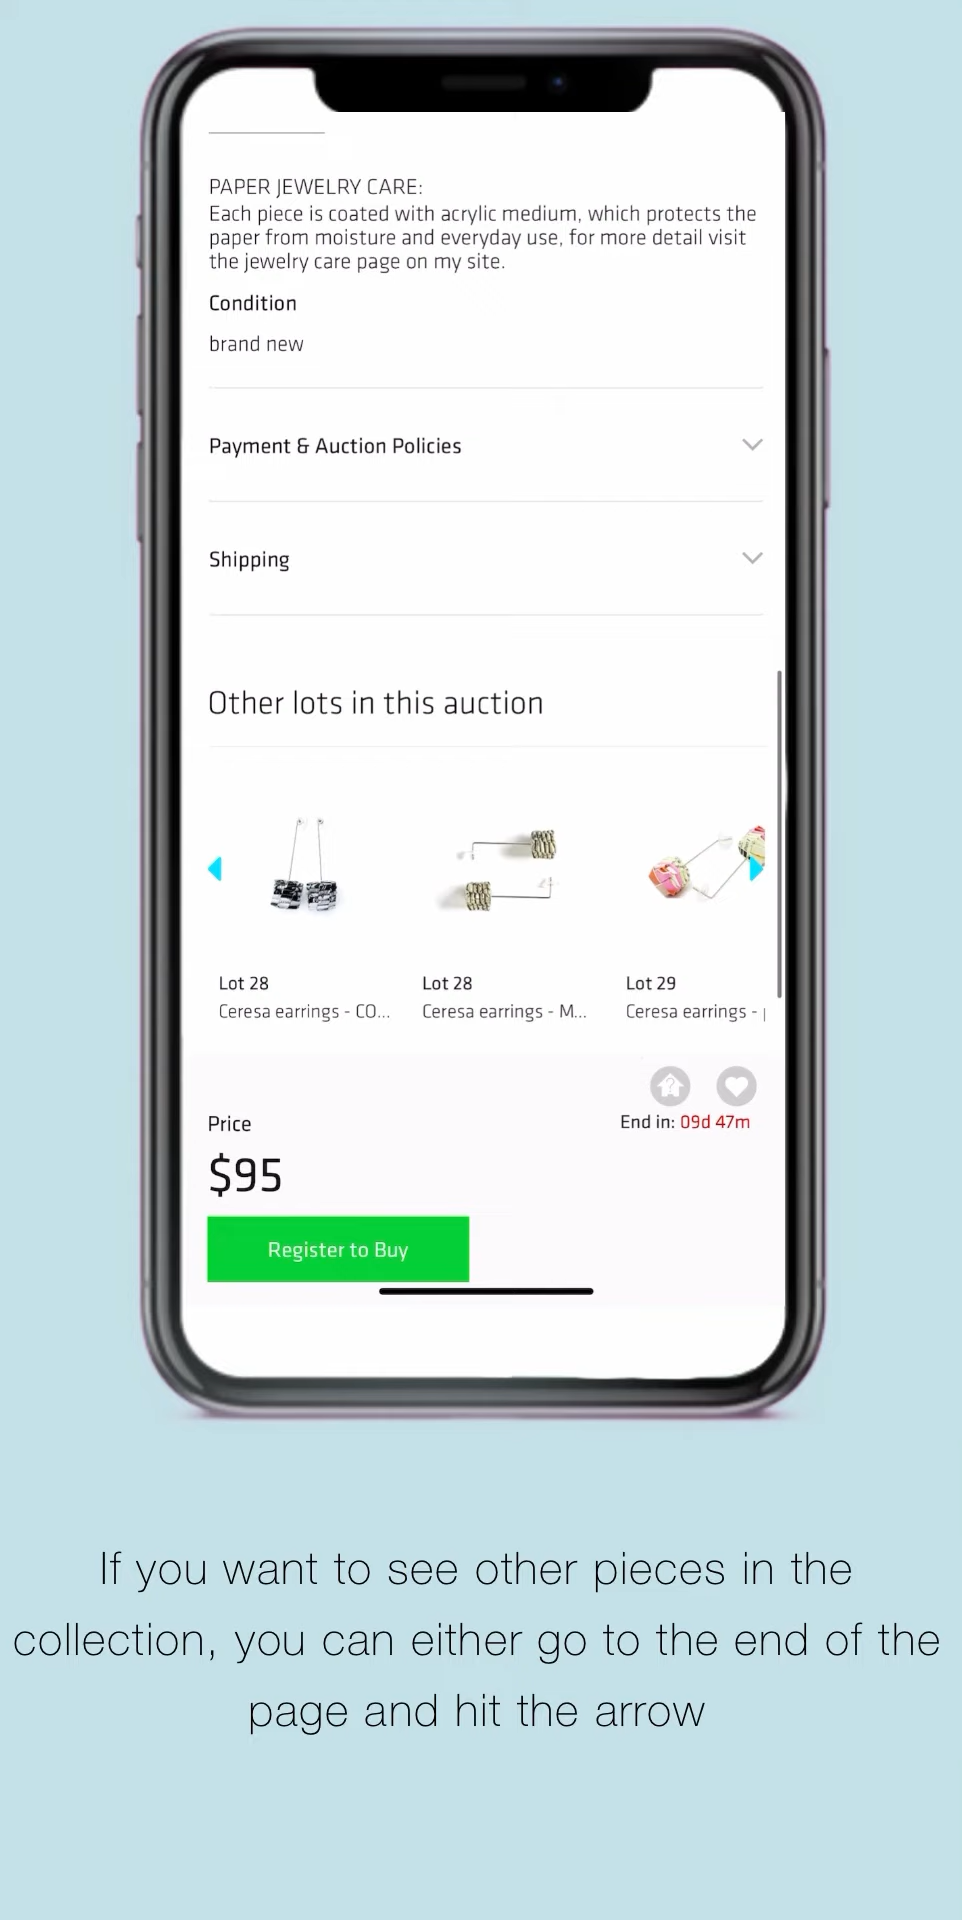 PAPER JEWELRY CARE:
Each piece is coated with acrylic medium, which protects the
paper from moisture and everyday use, for more detail visit
the jewelry care page on my site.
Condition
brand new
Payment & Auction Policies
Shipping
Other lots in this auction
Lot 28
Ceresa earrings - CO...
Lot 28
Ceresa earrings - M...
Lot 29
Ceresa earrings -
Price
End in: 09d 47m
$95
Register to Buy
If you want to see other pieces in the
collection, you can either go to the end of the
page and hit the arrow